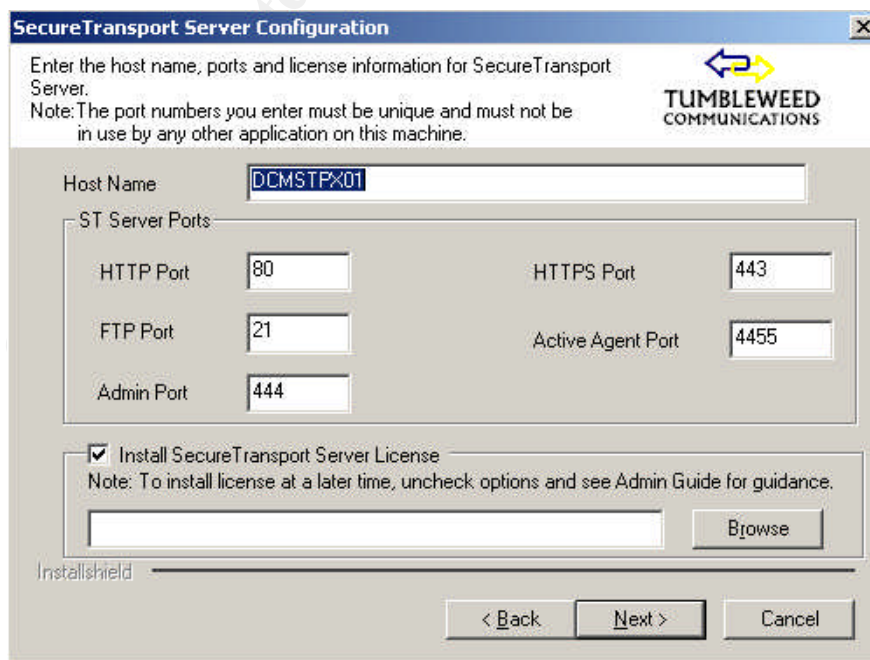 SecureTransport Server Configuration
Enter the host name, ports and license information for SecureTransport
Server.
Note: The port numbers you enter must be unique and must not be
in use by any other application on this machine.
TUMBLEWEED
COMMUNICATIONS
Host Name
DCMSTPX01
ST Server Ports
HTTP Port
80
HTTPS Port
443
FTP Port
21
Active Agent Port
4455
Admin Port
444
Install SecureTransport Server License
Note: To install license at a later time, uncheck options and see Admin Guide for guidance.
Browse
Installshield
< Back
Next >
Cancel